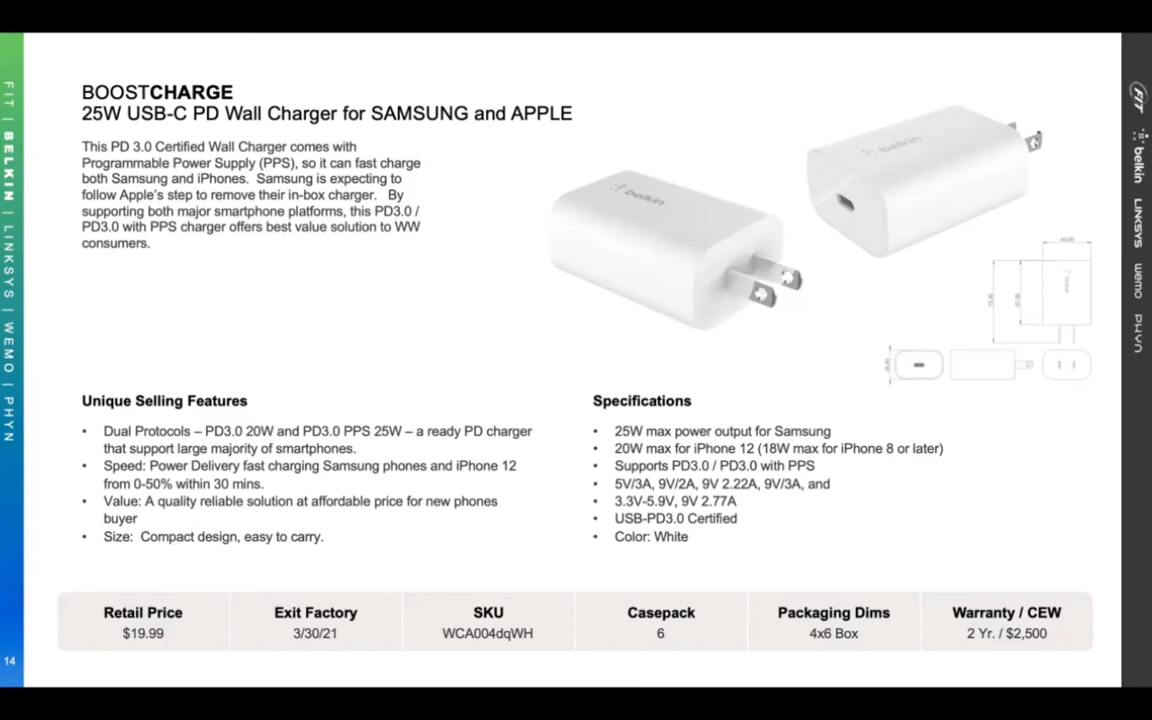 BOOSTCHARGE
25W USB-C PD Wall Charger for SAMSUNG and APPLE
This PD 3.0 Certified Wall Charger comes with
Programmable Power Supply (PPS), so it can fast charge
both Samsung and iPhones. Samsung is expecting to
follow Apple's step to remove their in-box charger. By
supporting both major smartphone platforms, this PD3.0 /
PD3.0 with PPS charger offers best value solution to WW
consumers.
belkin
belkin
belkin
Unique Selling Features
• Dual Protocols – PD3.0 20W and PD3.0 PPS 25W – a ready PD charger
that support large majority of smartphones.
• Speed: Power Delivery fast charging Samsung phones and iPhone 12
from 0-50% within 30 mins.
• Value: A quality reliable solution at affordable price for new phones
buyer
• Size: Compact design, easy to carry.
Specifications
• 25W max power output for Samsung
• 20W max for iPhone 12 (18W max for iPhone 8 or later)
• Supports PD3.0 / PD3.0 with PPS
• 5V/3A, 9V/2A, 9V 2.22A, 9V/3A, and
• 3.3V-5.9V, 9V 2.77A
• USB-PD3.0 Certified
• Color: White
Retail Price
$19.99
Exit Factory
3/30/21
SKU
WCA004dqWH
Casepack
6
Packaging Dims
4x6 Box
Warranty / CEW
2 Yr. / $2,500
FIT | BELKIN | LINKSYS | WEMO | PHYN
14
FIT
belkin
LINKSYS
wemo
PHYN